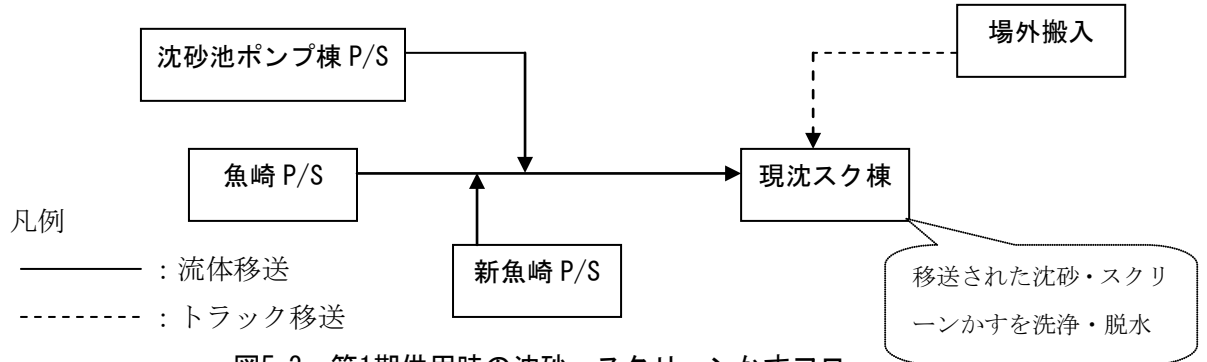 場外搬入
沈砂池ポンプ棟 P/S
魚崎 P/S
現沈スク棟
凡例
新魚崎 P/S
移送された沈砂・スクリ
ーンかすを洗浄・脱水
：流体移送
：トラック移送